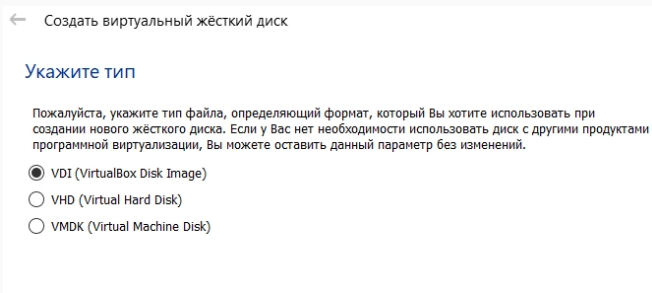 Создать виртуальный жёсткий диск
Укажите тип
Пожалуйста, укажите тип файла, определяющий формат, который Вы хотите использовать при
создании нового жёсткого диска. Если у Вас нет необходимости использовать диск с другими продуктами
программной виртуализации, Вы можете оставить данный параметр без изменений.
VDI (VirtualBox Disk Image)
VHD (Virtual Hard Disk)
VMDK (Virtual Machine Disk)